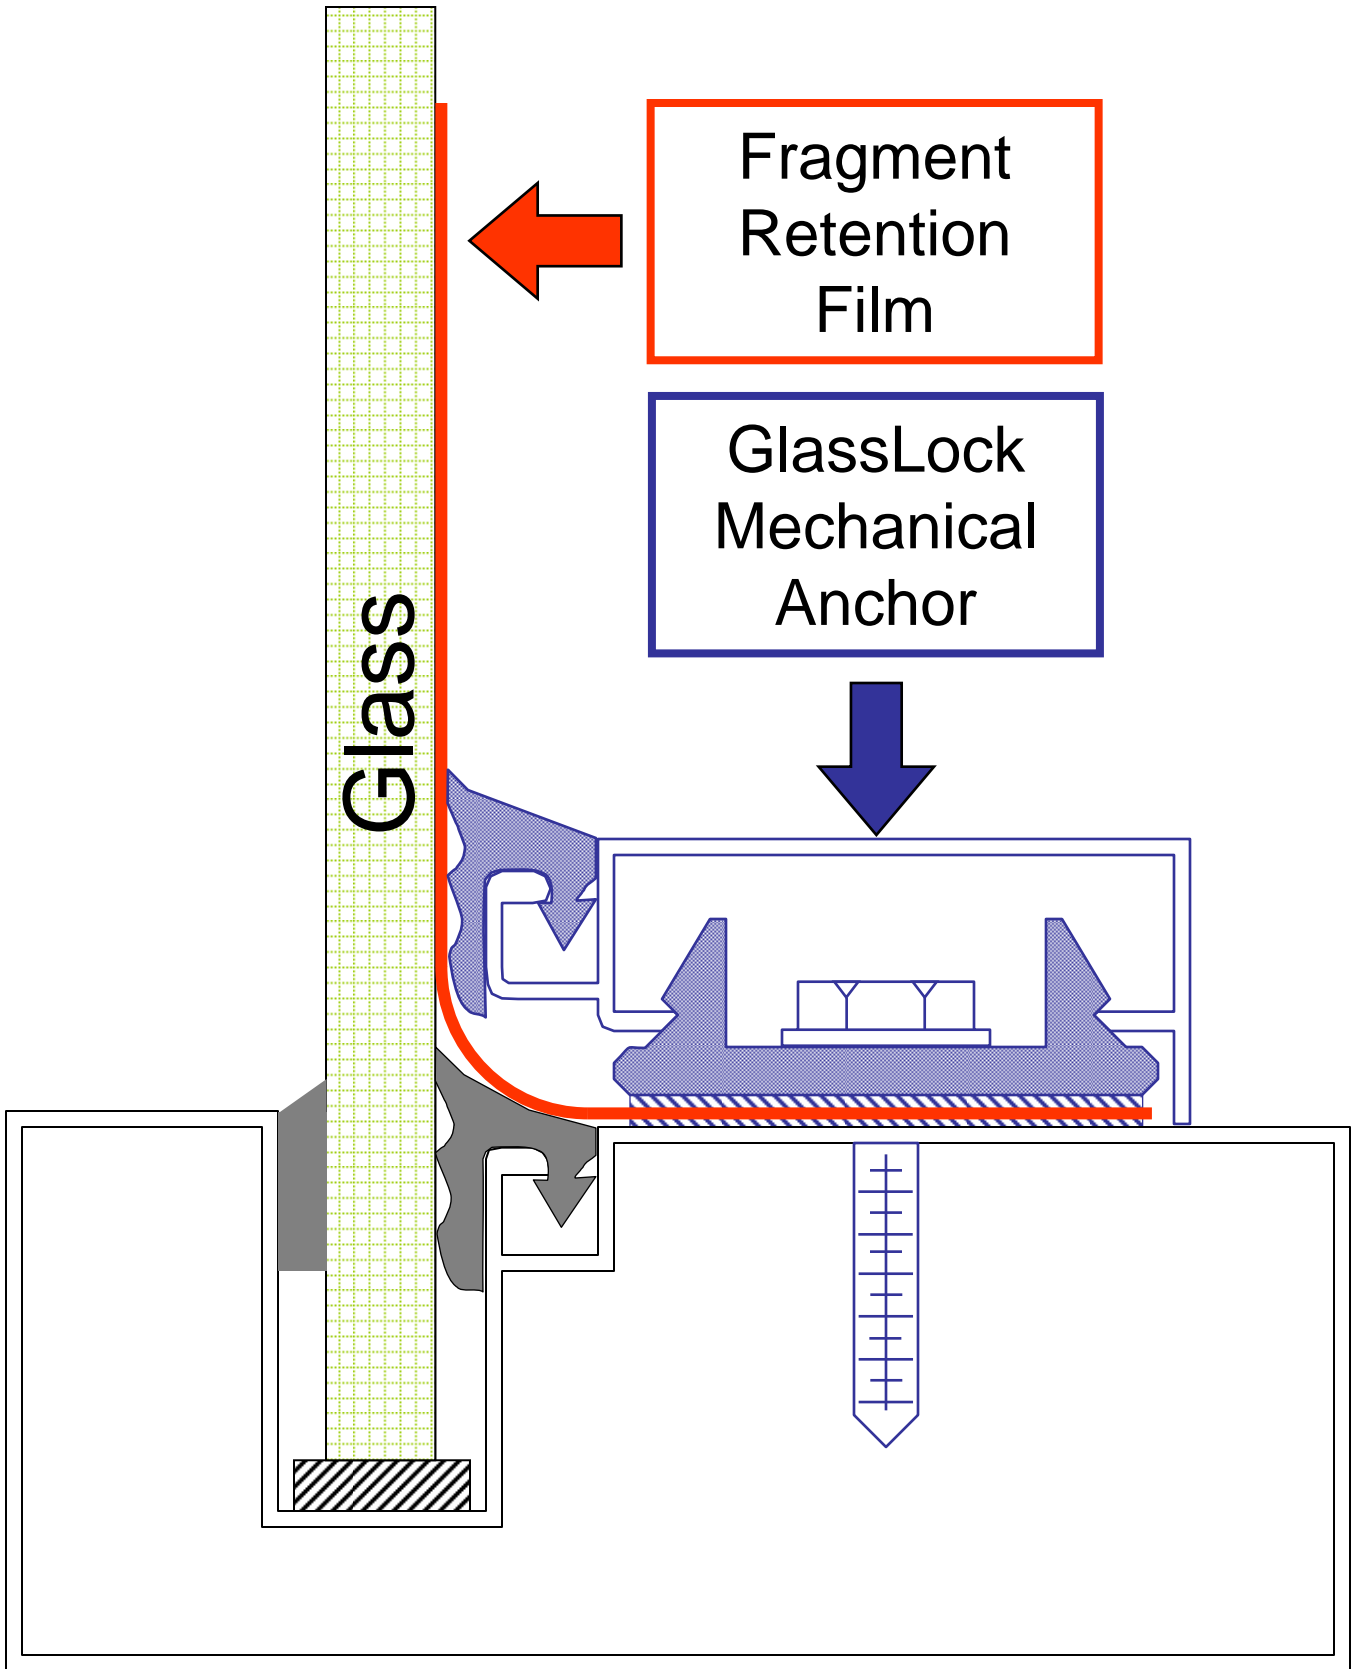 Fragment
Retention
Film
GlassLock
Mechanical
Anchor
Glass